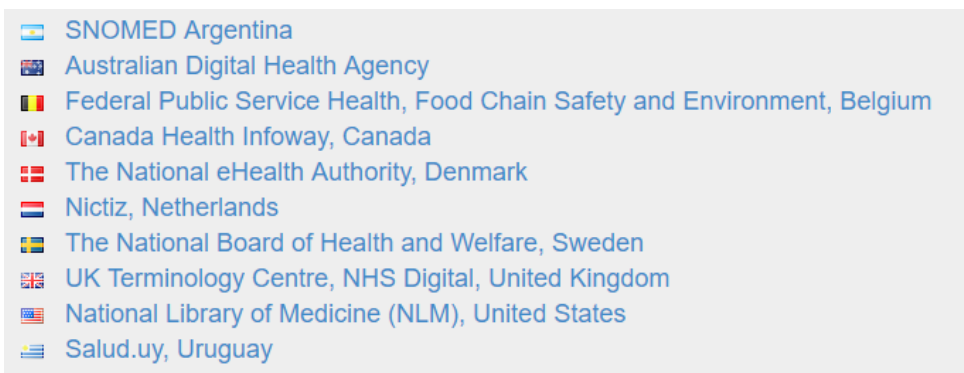 SNOMED Argentina
Australian Digital Health Agency
Federal Public Service Health, Food Chain Safety and Environment, Belgium
Canada Health Infoway, Canada
The National eHealth Authority, Denmark
Nictiz, Netherlands
The National Board of Health and Welfare, Sweden
UK Terminology Centre, NHS Digital, United Kingdom
National Library of Medicine (NLM), United States
Salud.uy, Uruguay